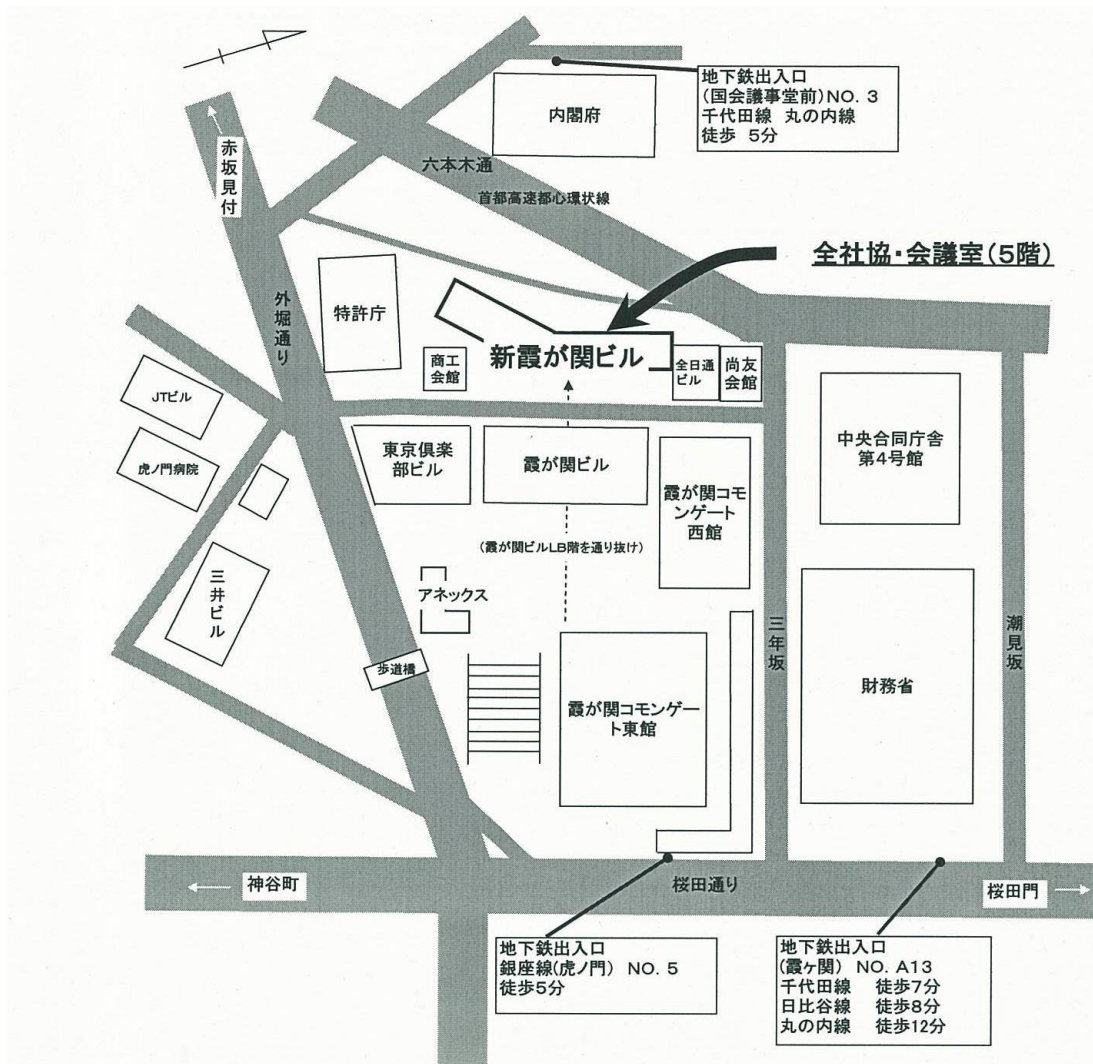 地下鉄出入口
(国会議事堂前)NO. 3
千代田線 丸の内線
徒歩 5分
内閣府
赤坂見付
六本木通
首都高速都心環状線
全社協・会議室(5階)
外堀通り
特許庁
商工
会館
新霞が関ビル
全日通
ビル
尚友
会館
JTビル
虎ノ門病院
東京倶楽
部ビル
霞が関ビル
霞が関コモ
ンゲート
西館
中央合同庁舎
第4号館
(霞が関ビルLB階を通り抜け)
三井ビル
アネックス
歩道橋
三年坂
潮見坂
霞が関コモンゲー
ト東館
財務省
神谷町
桜田通り
桜田門
地下鉄出入口
銀座線(虎ノ門) NO. 5
徒歩5分
地下鉄出入口
(霞ヶ関) NO. A13
千代田線 徒歩7分
日比谷線 徒歩8分
丸の内線 徒歩12分